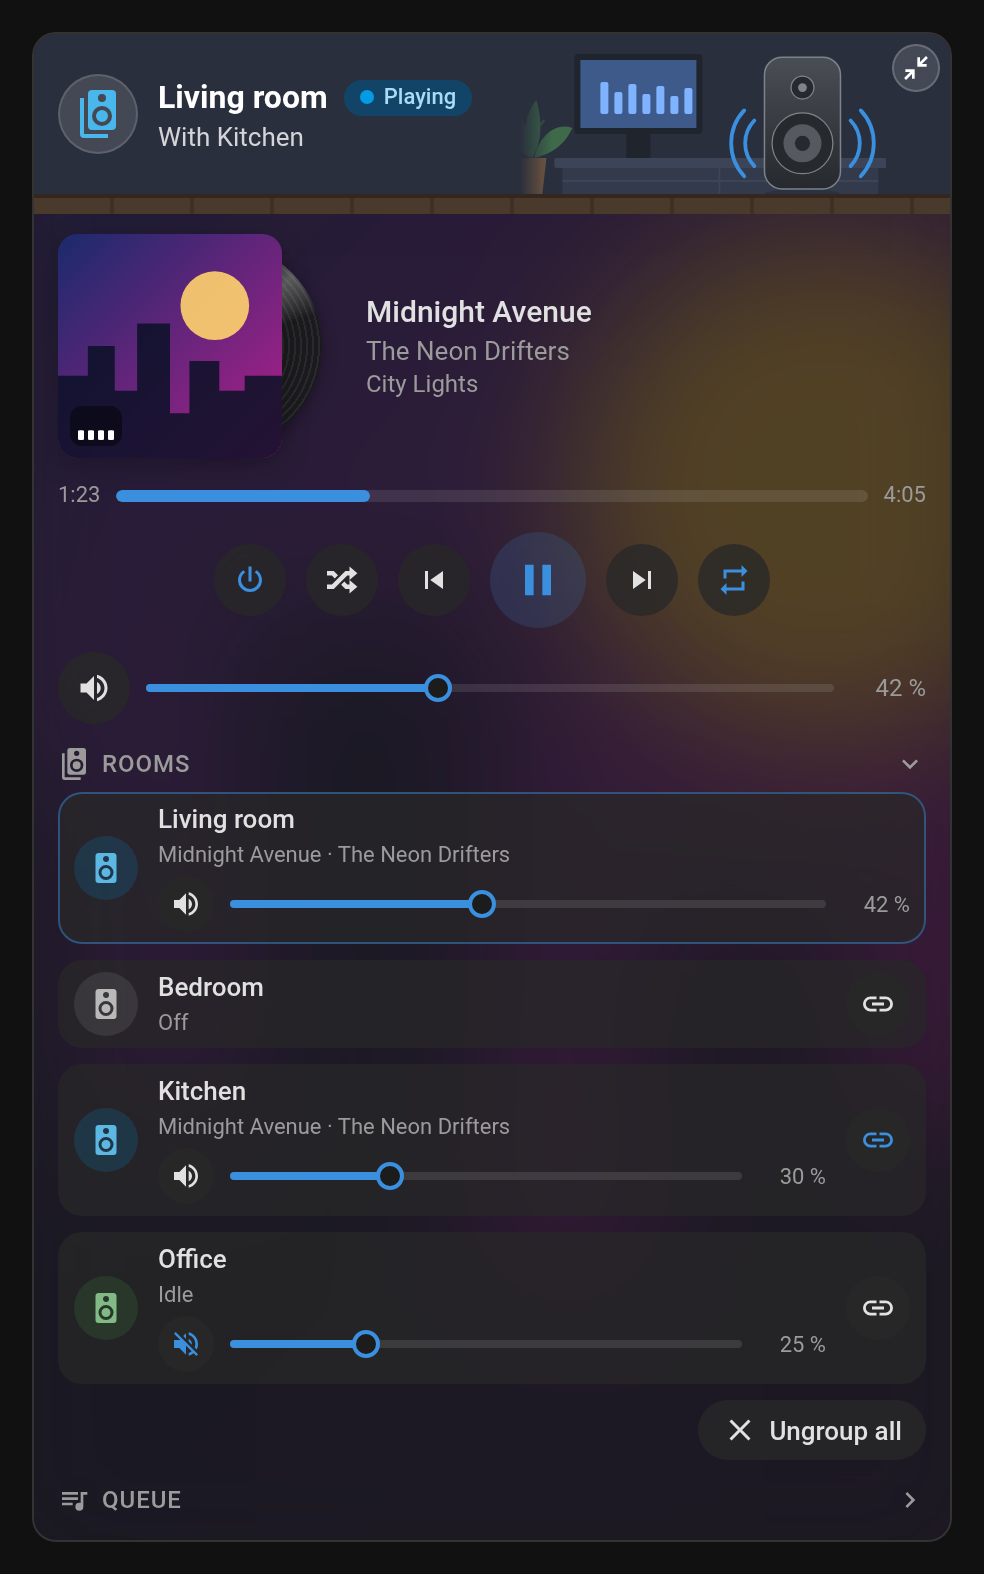 Living room
Playing
With Kitchen
Midnight Avenue
The Neon Drifters
City Lights
1:23
4:05
42 %
ROOMS
Living room
Midnight Avenue · The Neon Drifters
42 %
Bedroom
Off
Kitchen
Midnight Avenue · The Neon Drifters
30 %
Office
Idle
25 %
Ungroup all
QUEUE